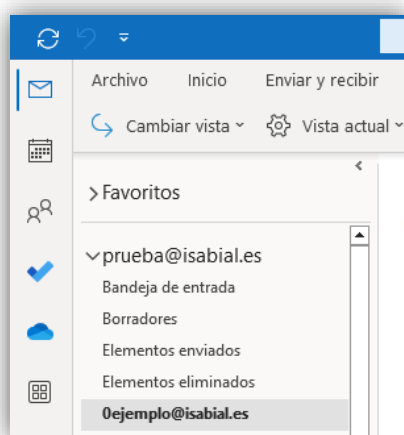 Archivo Inicio Enviar y recibir
Cambiar vista Vista actual
Favoritos
prueba@isabial.es
Bandeja de entrada
Borradores
Elementos enviados
Elementos eliminados
0ejemplo@isabial.es